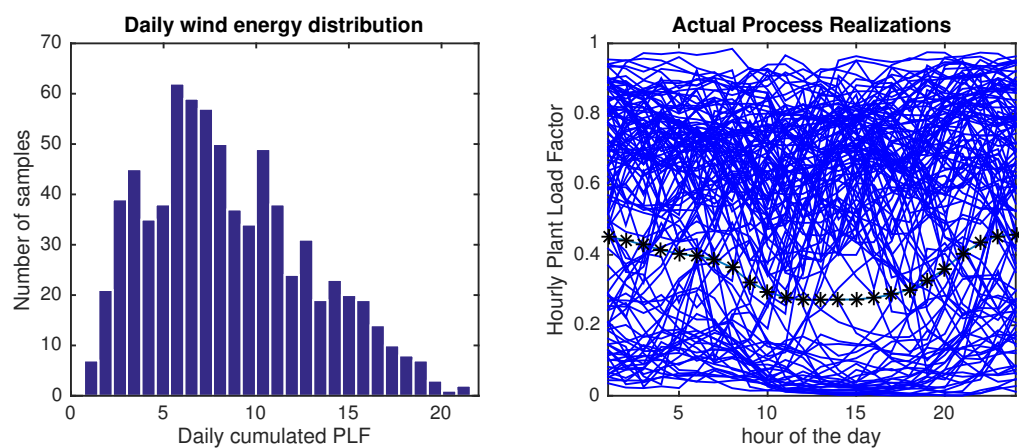 Daily wind energy distribution
70
60
50
40
30
20
10
0
Number of samples
0 5 10 15 20
Daily cumulated PLF
Actual Process Realizations
1
0.8
0.6
0.4
0.2
0
Hourly Plant Load Factor
5 10 15 20
hour of the day